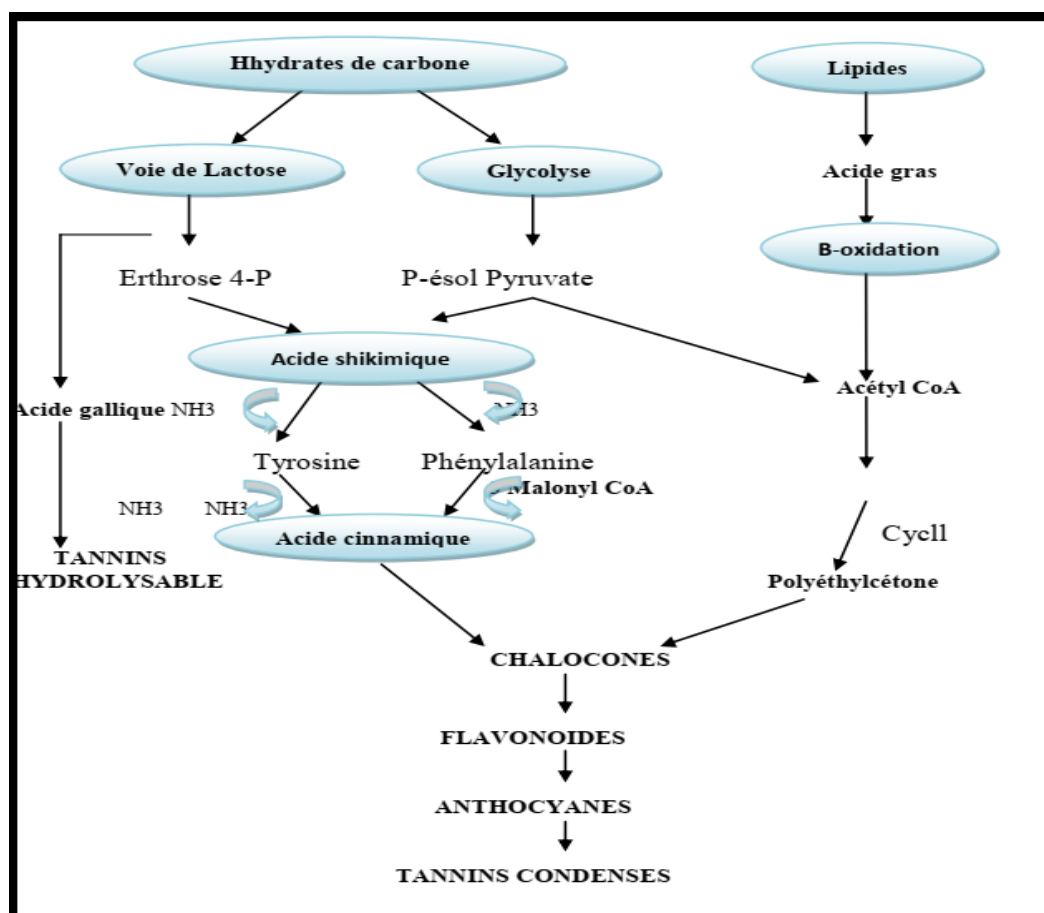 Hhydrates de carbone
Lipides
Voie de Lactose
Glycolyse
Acide gras
B-oxidation
Erthrose 4-P
P-ésol Pyruvate
Acide shikimique
Acétyl CoA
Acide gallique NH3
NH3
Tyrosine
Phénylalanine
Malonyl CoA
NH3
NH3
Acide cinnamique
Cycll
TANNINS
HYDROLYSABLE
Polyéthylcétone
CHALOCONES
FLAVONOIDES
ANTHOCYANES
TANNINS CONDENSES